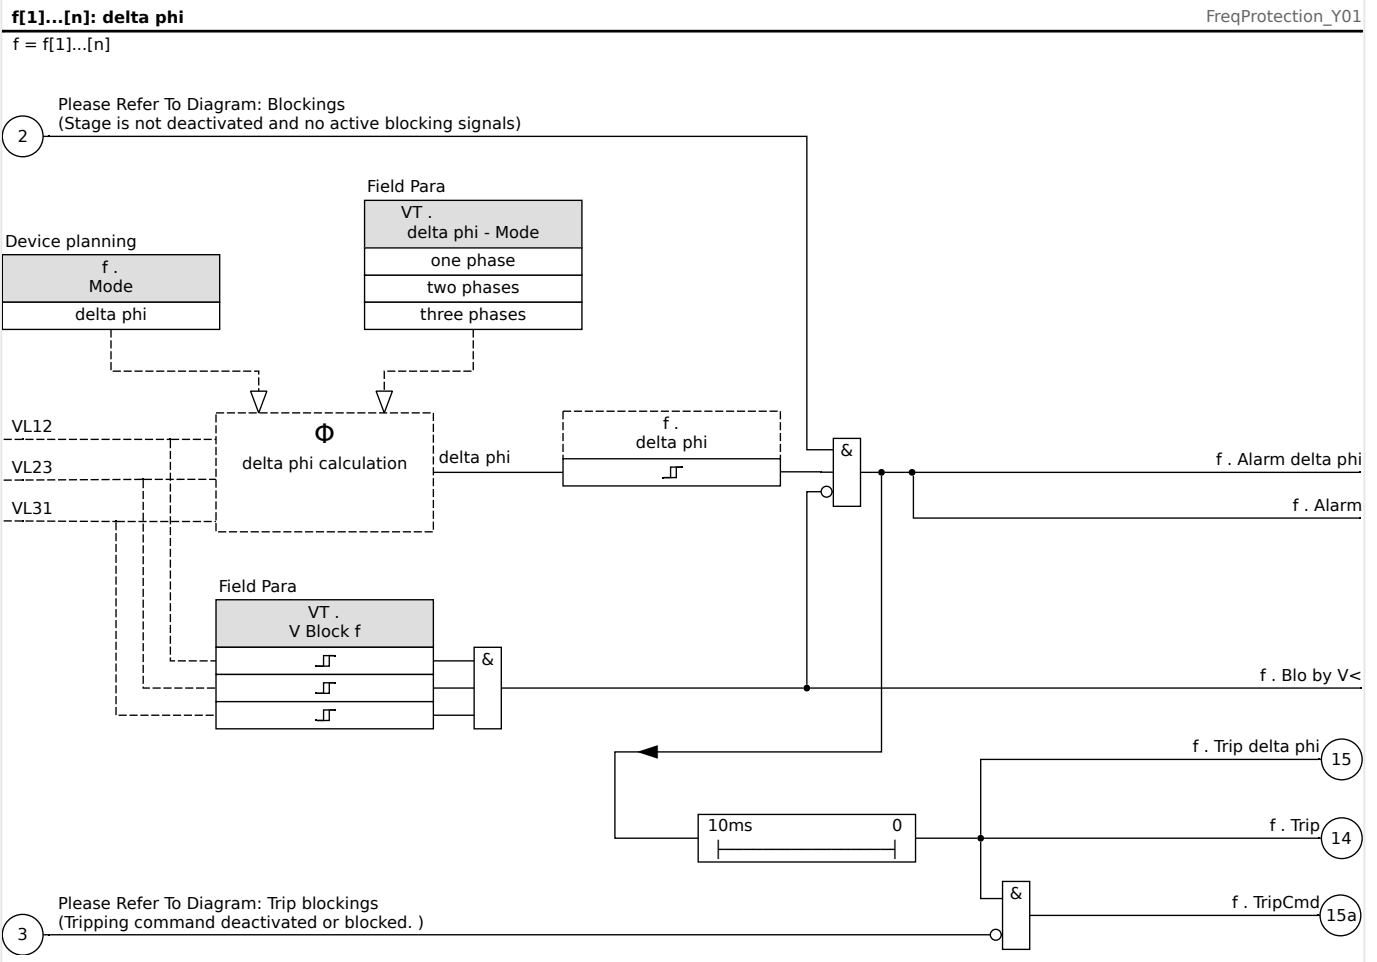 f[1]...[n]: delta phi
FreqProtection_Y01
f = f[1]...[n]
Please Refer To Diagram: Blockings
(Stage is not deactivated and no active blocking signals)
2
Field Para
VT .
delta phi - Mode
one phase
two phases
three phases
Device planning
f .
Mode
delta phi
VL12
VL23
VL31
Φ
delta phi calculation
delta phi
f .
delta phi
&
f . Alarm delta phi
f . Alarm
Field Para
VT .
V Block f
&
f . Blo by V<
f . Trip delta phi
15
10ms 0
f . Trip
14
&
f . TripCmd
15a
Please Refer To Diagram: Trip blockings
(Tripping command deactivated or blocked. )
3